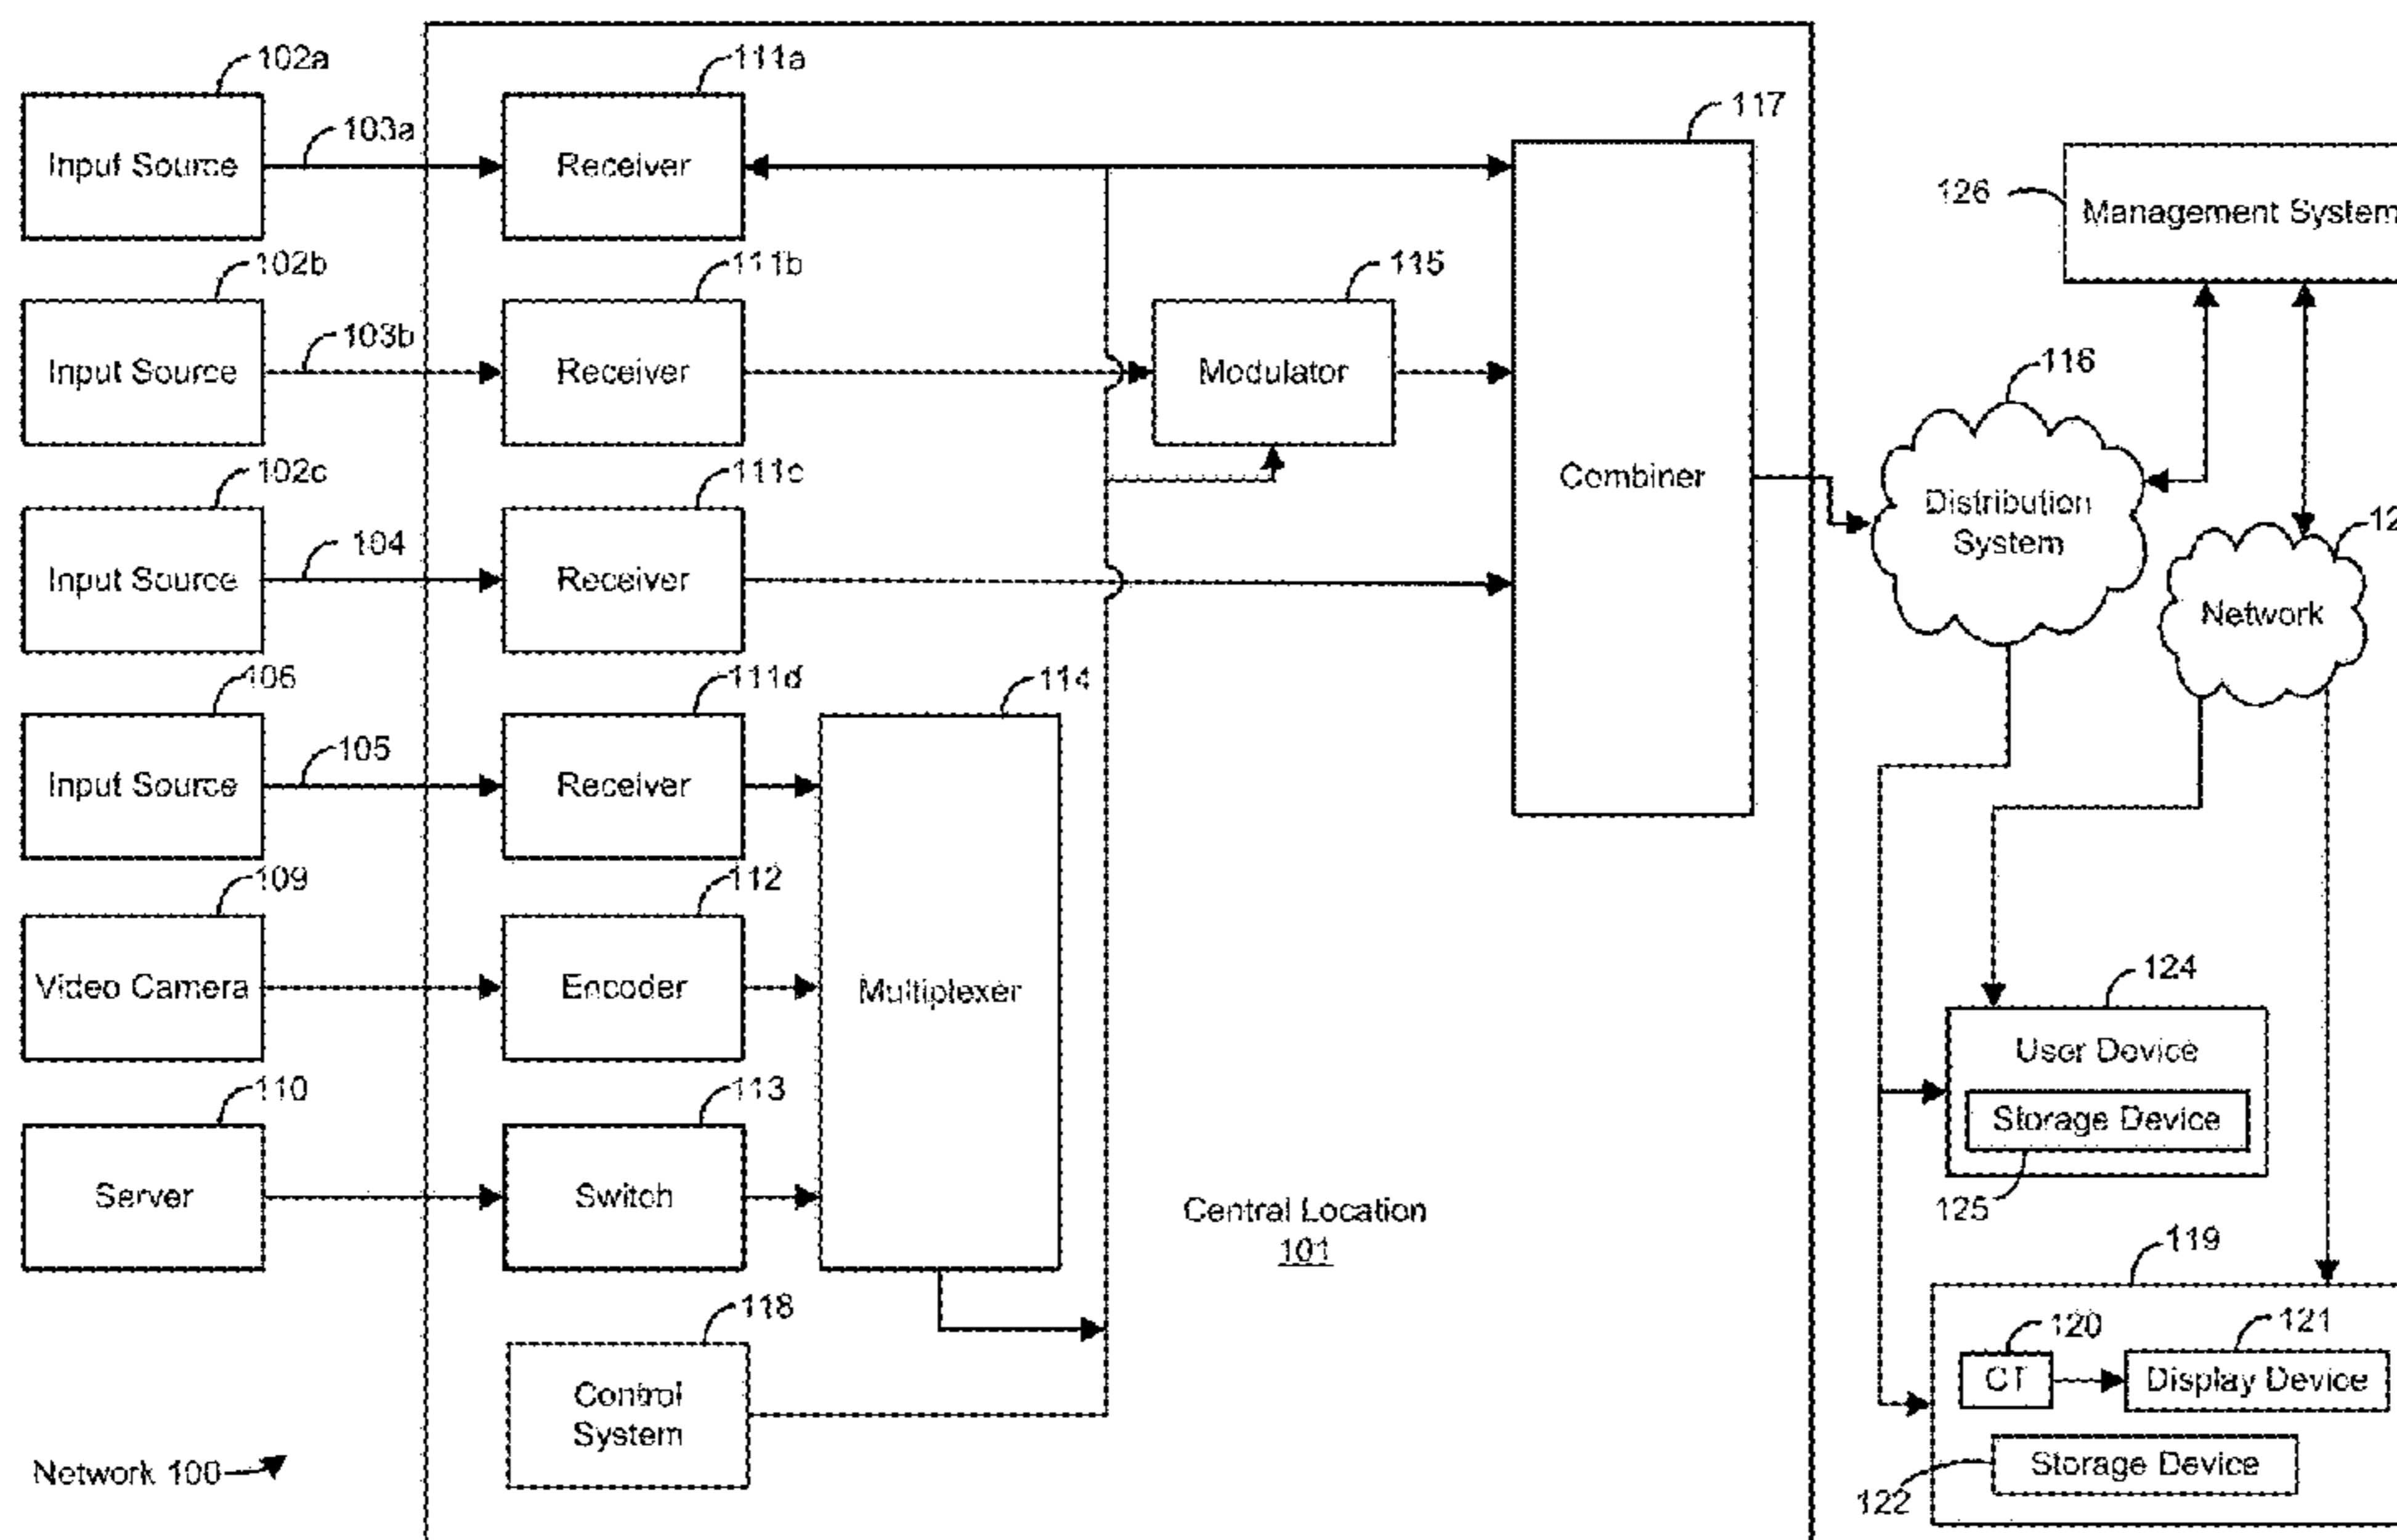 102a
111a
117
103a
Input Source
Receiver
126
Management System
102b
111b
115
103b
116
Input Source
Receiver
Modulator
102c
111c
Combiner
Distribution
System
104
Input Source
Receiver
Network
106
111d
114
105
Input Source
Receiver
109
112
124
Video Camera
Encoder
Multiplexer
User Device
110
113
Storage Device
Server
Switch
Central Location
101
125
119
118
120
121
Control
System
CT
Display Device
Network 100
Storage Device
122